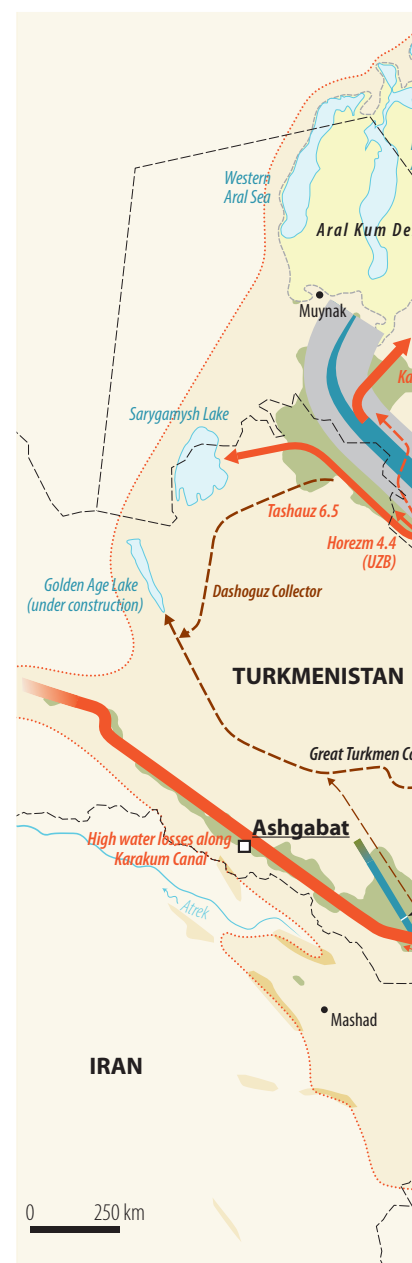 Western
Aral Sea
Aral Kum De
Muynak
Ka
Sarygamysh Lake
Tashauz 6.5
Horezm 4.4
(UZB)
Golden Age Lake
(under construction)
Dashoguz Collector
TURKMENISTAN
Great Turkmen Co
Ashgabat
High water losses along
Karakum Canal
Atrek
Mashad
IRAN
0 250 km